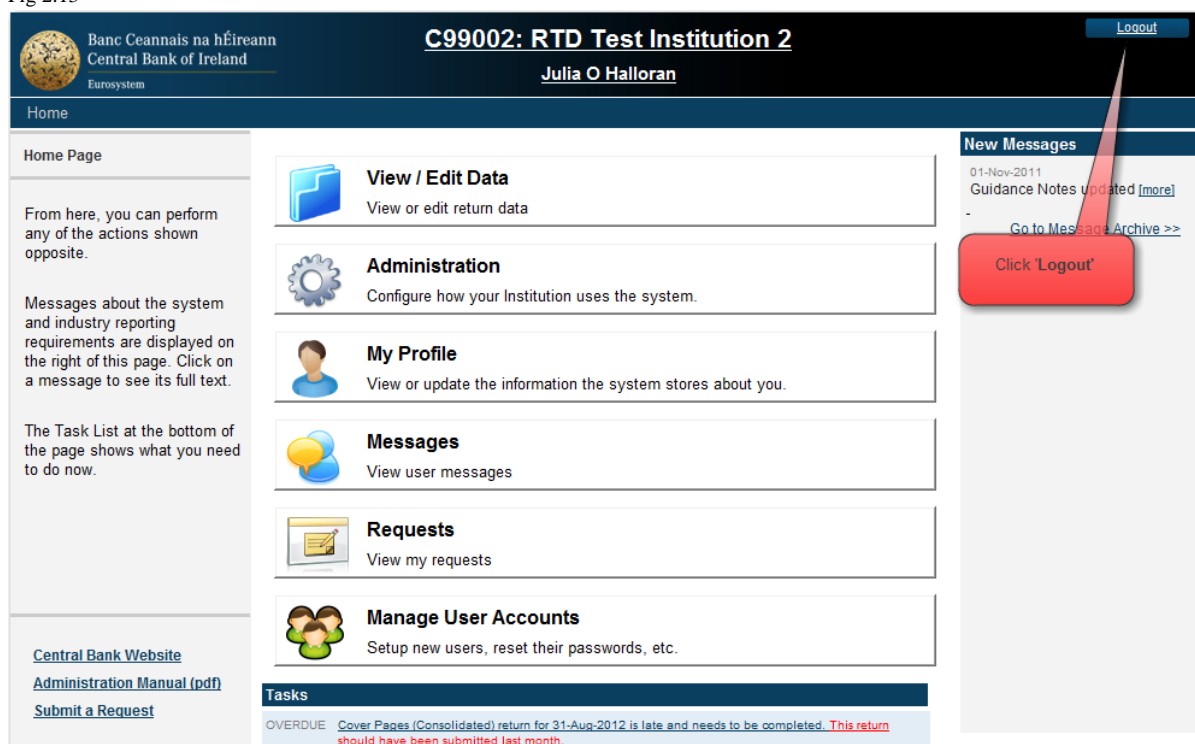 Fig 2.13
Banc Ceannais na hÉireann
Central Bank of Ireland
Eurosystem
C99002: RTD Test Institution 2
Julia O Halloran
Logout
Home
Home Page
From here, you can perform
any of the actions shown
opposite.
Messages about the system
and industry reporting
requirements are displayed on
the right of this page. Click on
a message to see its full text.
The Task List at the bottom of
the page shows what you need
to do now.
Central Bank Website
Administration Manual (pdf)
Submit a Request
View / Edit Data
View or edit return data
Administration
Configure how your Institution uses the system.
My Profile
View or update the information the system stores about you.
Messages
View user messages
Requests
View my requests
Manage User Accounts
Setup new users, reset their passwords, etc.
Tasks
OVERDUE Cover Pages (Consolidated) return for 31-Aug-2012 is late and needs to be completed. This return
should have been submitted last month.
New Messages
01-Nov-2011
Guidance Notes updated [more]
-
Go to Message Archive >>
Click 'Logout'